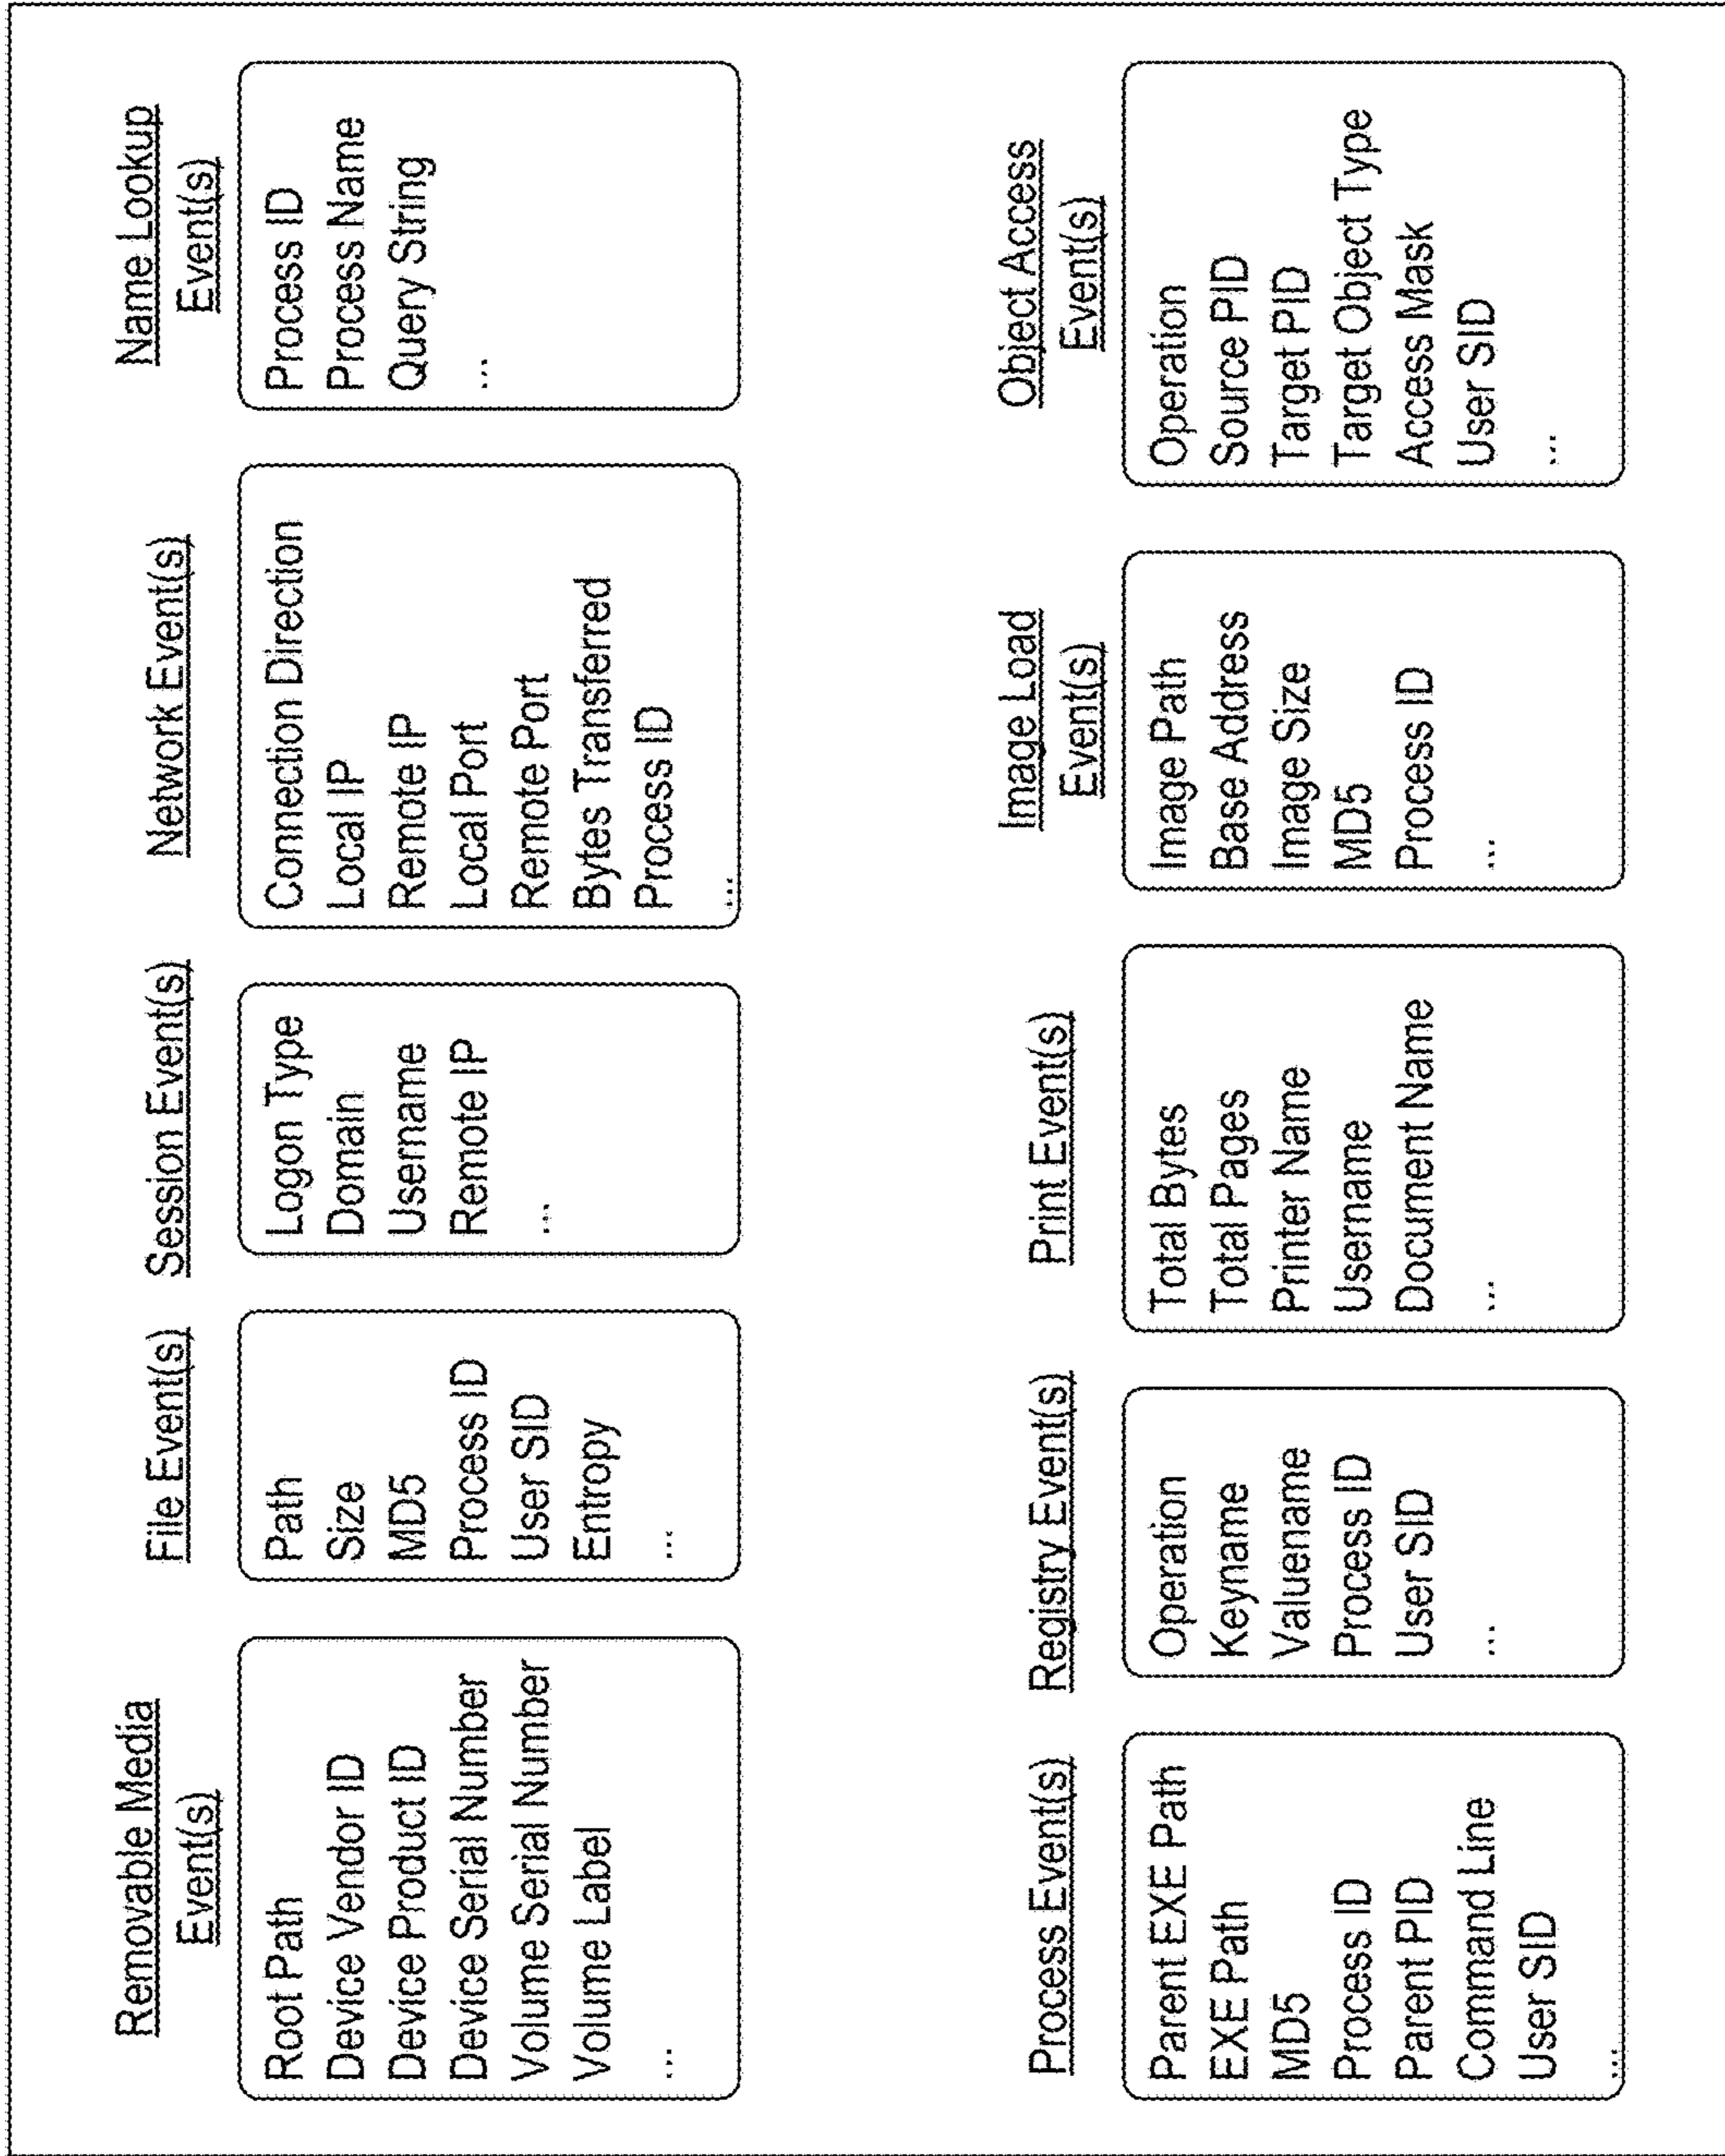 Removable Media
Event(s)
Root Path
Device Vendor ID
Device Product ID
Device Serial Number
Volume Serial Number
Volume Label
...
File Event(s)
Path
Size
MD5
Process ID
User SID
Entropy
...
Session Event(s)
Logon Type
Domain
Username
Remote IP
...
Network Event(s)
Connection Direction
Local IP
Remote IP
Local Port
Remote Port
Bytes Transferred
Process ID
...
Name Lookup
Event(s)
Process ID
Process Name
Query String
...
Process Event(s)
Parent EXE Path
EXE Path
MD5
Process ID
Parent PID
Command Line
User SID
...
Registry Event(s)
Operation
Keyname
Valuename
Process ID
User SID
...
Print Event(s)
Total Bytes
Total Pages
Printer Name
Username
Document Name
...
Image Load
Event(s)
Image Path
Base Address
Image Size
MD5
Process ID
...
Object Access
Event(s)
Operation
Source PID
Target PID
Target Object Type
Access Mask
User SID
...